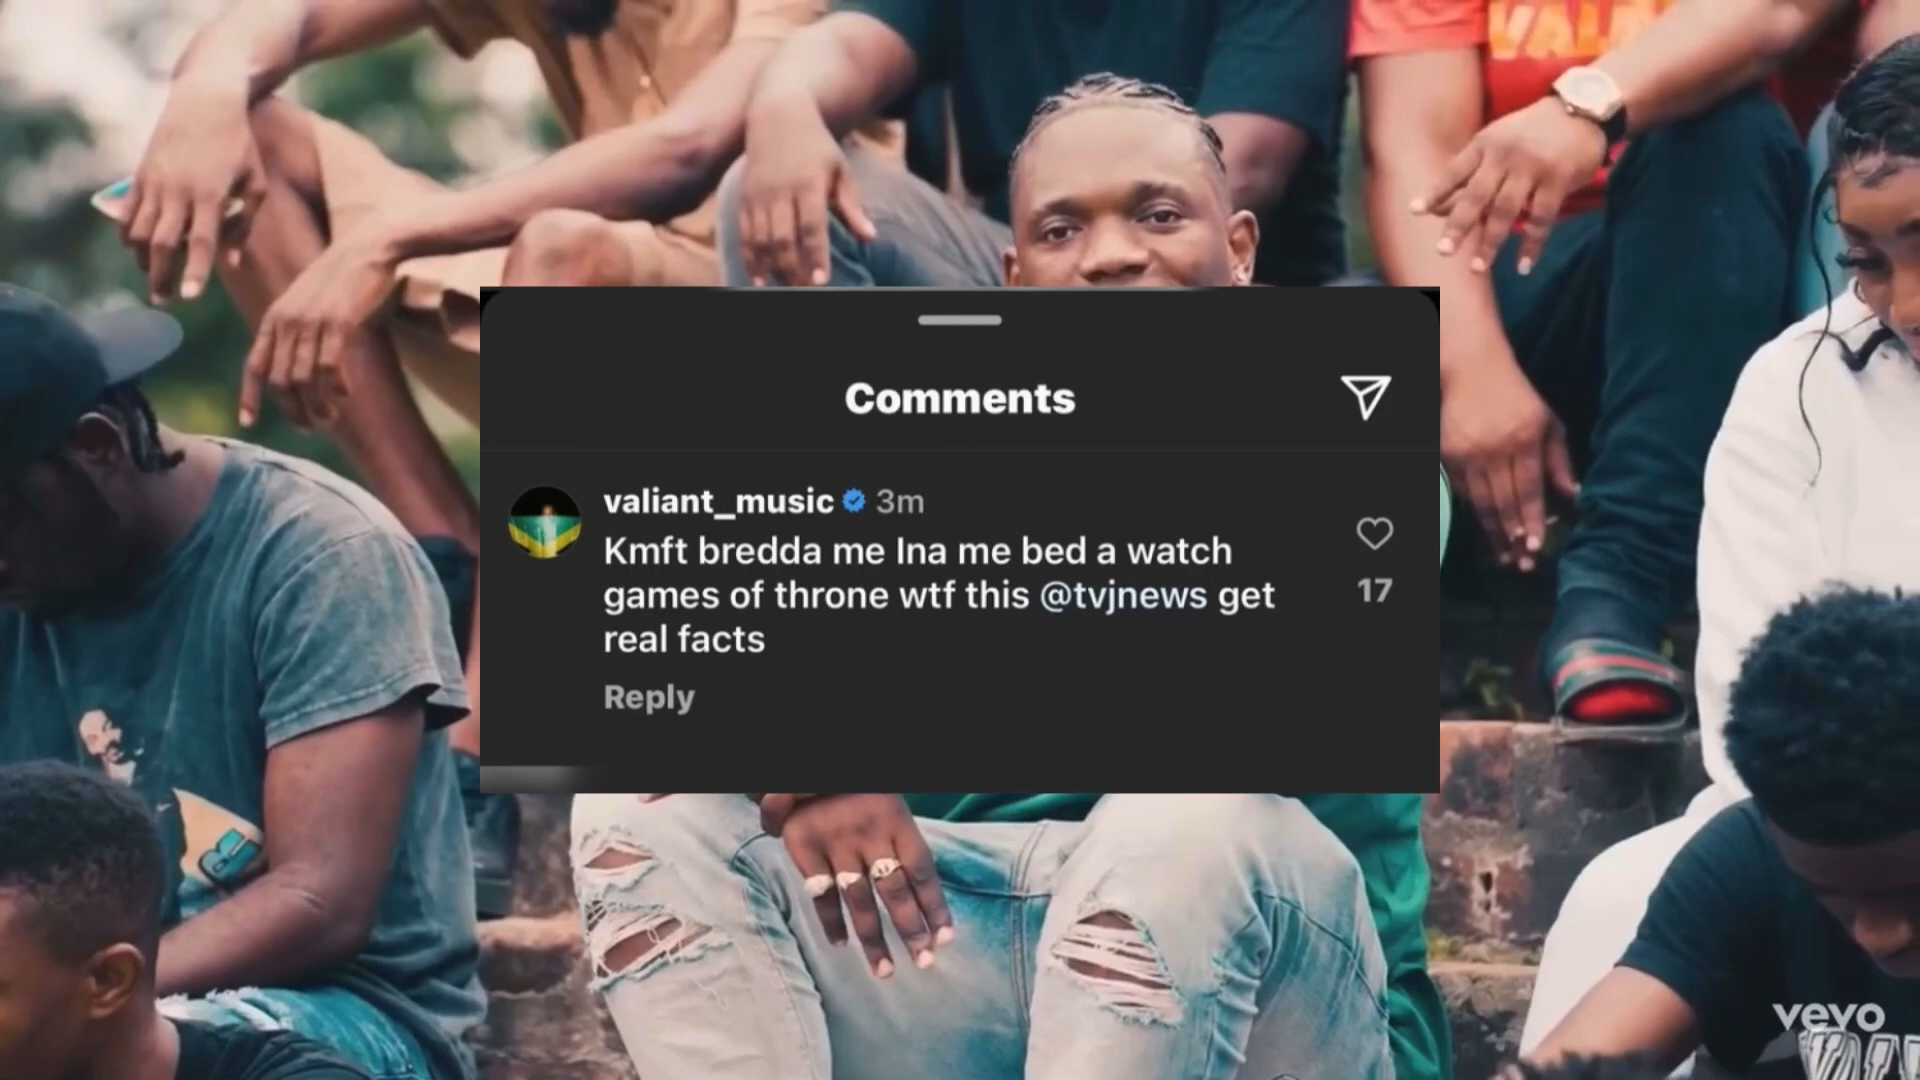 VALI
Comments
valiant_music 3m
Kmft bredda me Ina me bed a watch
games of throne wtf this @tvjnews get
real facts
17
Reply
vevo